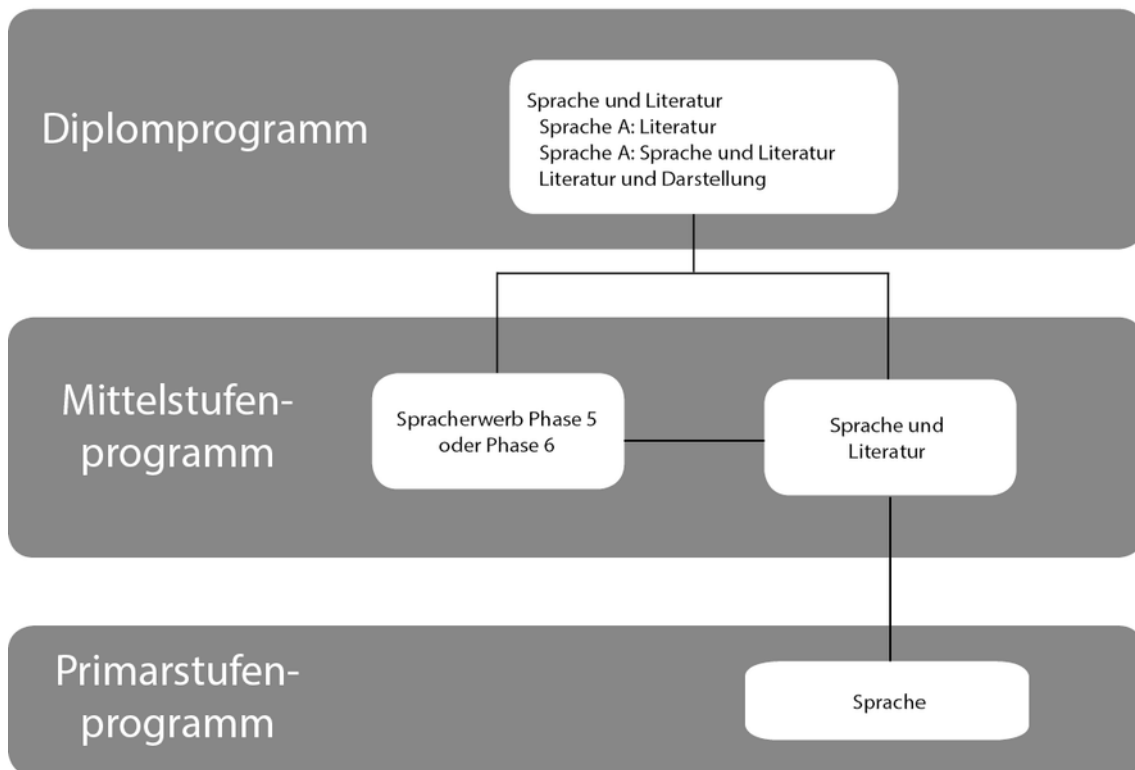 Diplomprogramm
Sprache und Literatur
Sprache A: Literatur
Sprache A: Sprache und Literatur
Literatur und Darstellung
Mittelstufen-
programm
Spracherwerb Phase 5
oder Phase 6
Sprache und
Literatur
Primarstufen-
programm
Sprache